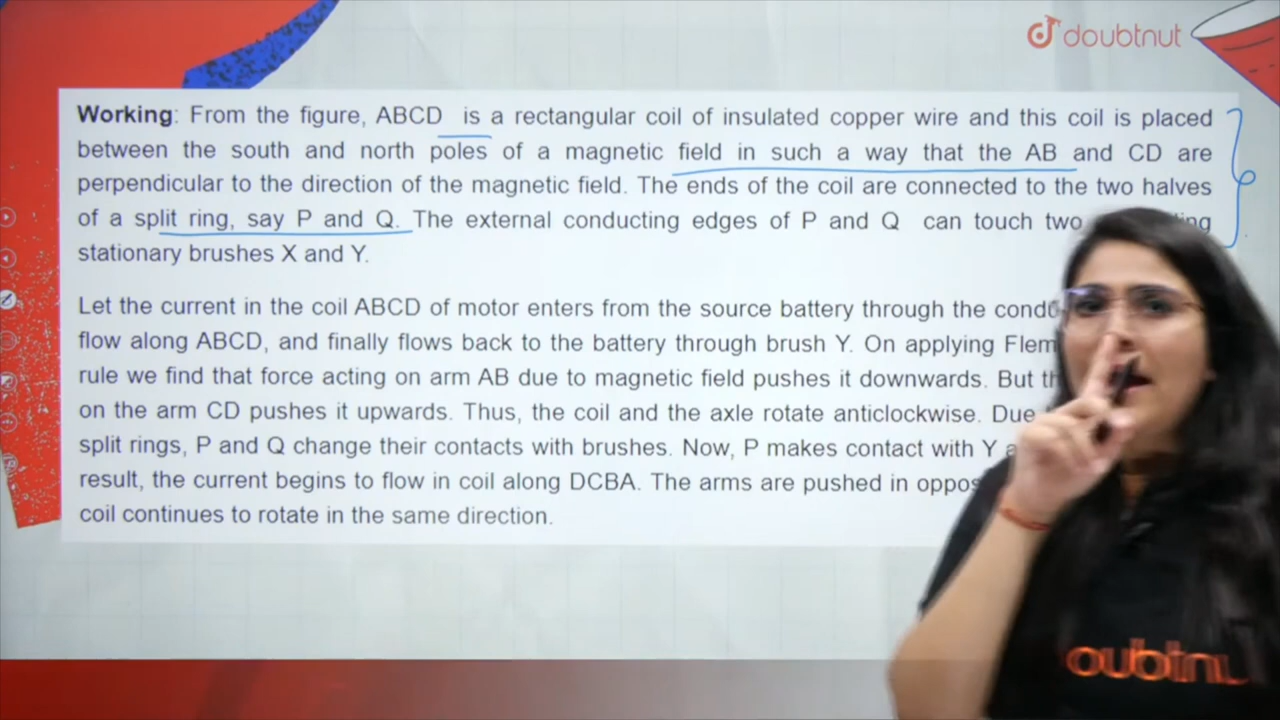 doubtnut
Working: From the figure, ABCD is a rectangular coil of insulated copper wire and this coil is placed
between the south and north poles of a magnetic field in such a way that the AB and CD are
perpendicular to the direction of the magnetic field. The ends of the coil are connected to the two halves
of a split ring, say P and Q. The external conducting edges of P and Q can touch two
stationary brushes X and Y.
Let the current in the coil ABCD of motor enters from the source battery through the
flow along ABCD, and finally flows back to the battery through brush Y. On applying
rule we find that force acting on arm AB due to magnetic field pushes it downwards. But
on the arm CD pushes it upwards. Thus, the coil and the axle rotate anticlockwise. Due
split rings, P and Q change their contacts with brushes. Now, P makes contact with Y
result, the current begins to flow in coil along DCBA. The arms are pushed in
coil continues to rotate in the same direction.
oubtnu